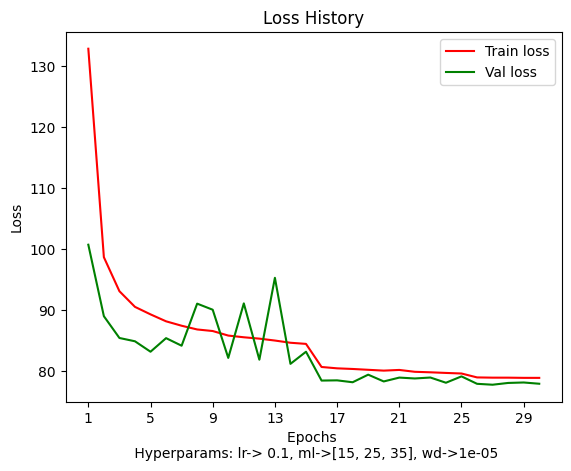 Loss History
Train loss
Val loss
Loss
130
120
110
100
90
80
1 5 9 13 17 21 25 29
Epochs
Hyperparams: lr-> 0.1, ml->[15, 25, 35], wd->1e-05